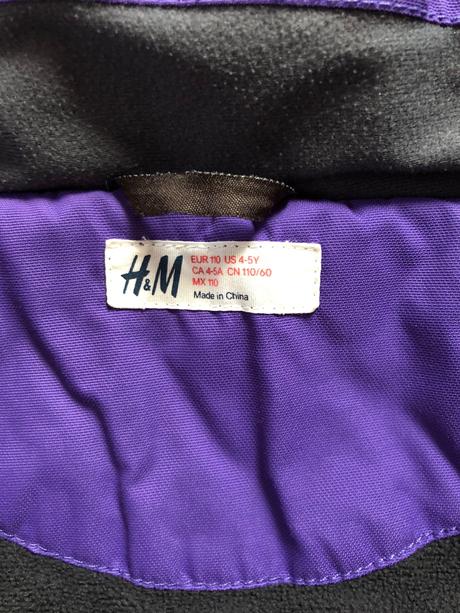 H&M
EUR 110 US 4-5Y
CA 4-5A CN 110/60
MX 110
Made in China